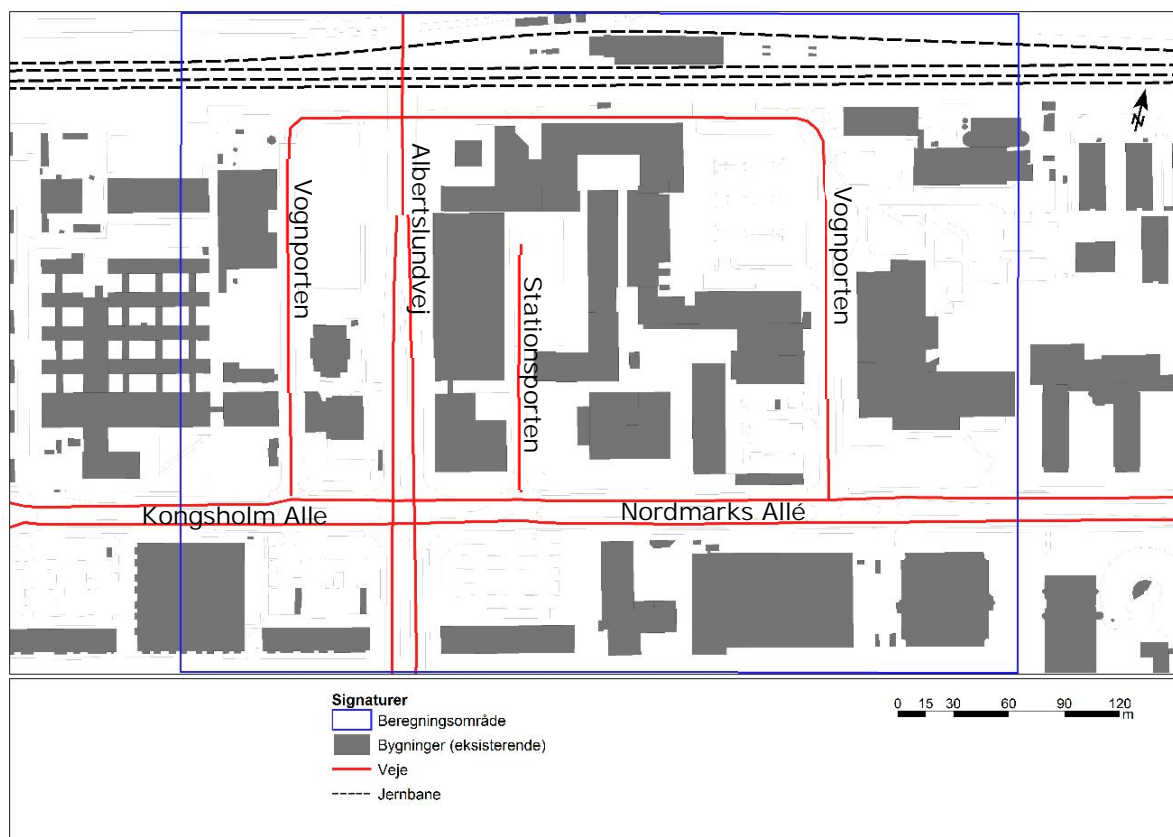 N
Vognporten
Albertslundvej
Stationsporten
Vognporten
Kongsholm Alle
Nordmarks Allé
Signaturer
Beregningsområde
Bygninger (eksisterende)
Veje
Jernbane
0 15 30 60 90 120
m